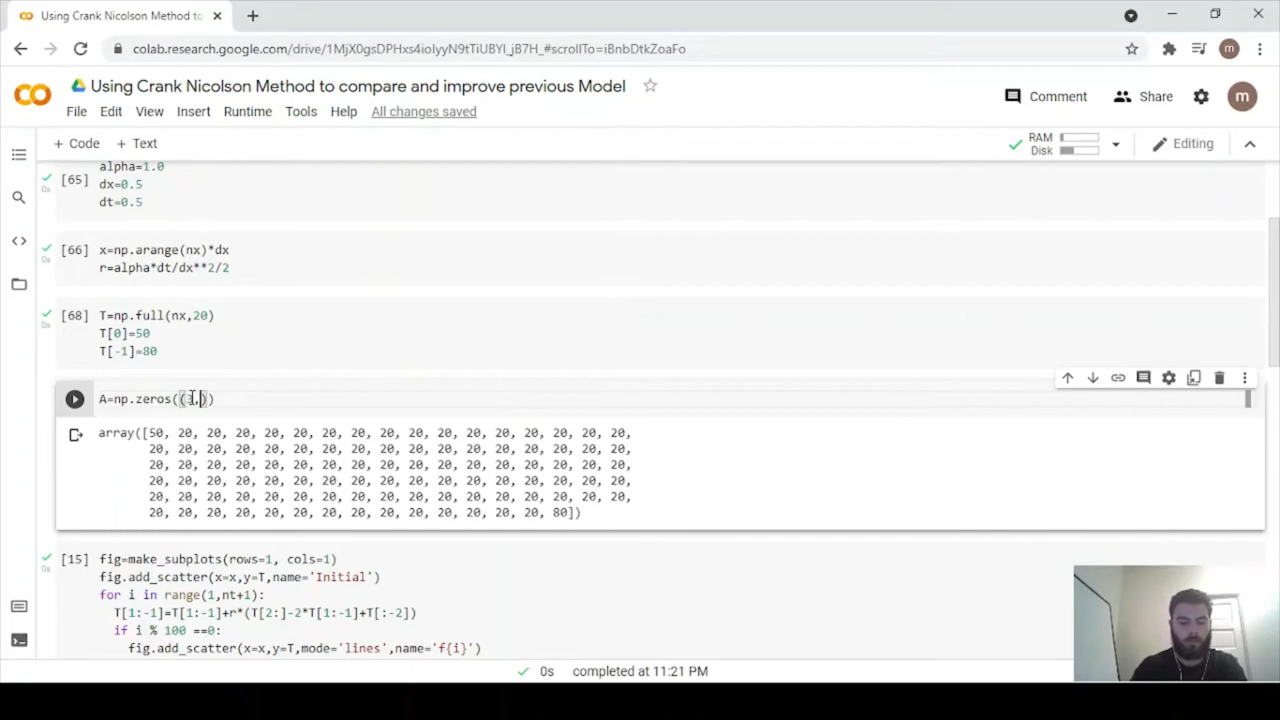 Using Crank Nicolson Method to
colab.research.google.com/drive/1MjX0gsDPHxs4iolyyN9tTiUBYI_jB7H_#scrollTo=iBnbDtkZoaFo
m
Using Crank Nicolson Method to compare and improve previous Model
Comment
Share
m
File Edit View Insert Runtime Tools Help All changes saved
+ Code + Text
RAM
Disk
Editing
alpha=1.0
[65]
dx=0.5
0s
dt=0.5
[66] x=np.arange(nx)*dx
0s
r=alpha*dt/dx**2/2
[68] T=np.full(nx,20)
0s
T[0]=50
T[-1]=80
A=np.zeros((3,))
array([50, 20, 20, 20, 20, 20, 20, 20, 20, 20, 20, 20, 20, 20, 20, 20, 20,
20, 20, 20, 20, 20, 20, 20, 20, 20, 20, 20, 20, 20, 20, 20, 20, 20,
20, 20, 20, 20, 20, 20, 20, 20, 20, 20, 20, 20, 20, 20, 20, 20, 20,
20, 20, 20, 20, 20, 20, 20, 20, 20, 20, 20, 20, 20, 20, 20, 20, 20,
20, 20, 20, 20, 20, 20, 20, 20, 20, 20, 20, 20, 20, 20, 20, 20, 20,
20, 20, 20, 20, 20, 20, 20, 20, 20, 20, 20, 20, 20, 20, 80])
[15] fig=make_subplots(rows=1, cols=1)
0s
fig.add_scatter(x=x,y=T,name='Initial')
for i in range(1,nt+1):
T[1:-1]=T[1:-1]+r*(T[2:]-2*T[1:-1]+T[:-2])
if i % 100 ==0:
fig.add_scatter(x=x,y=T,mode='lines',name='f{i}')
0s completed at 11:21 PM